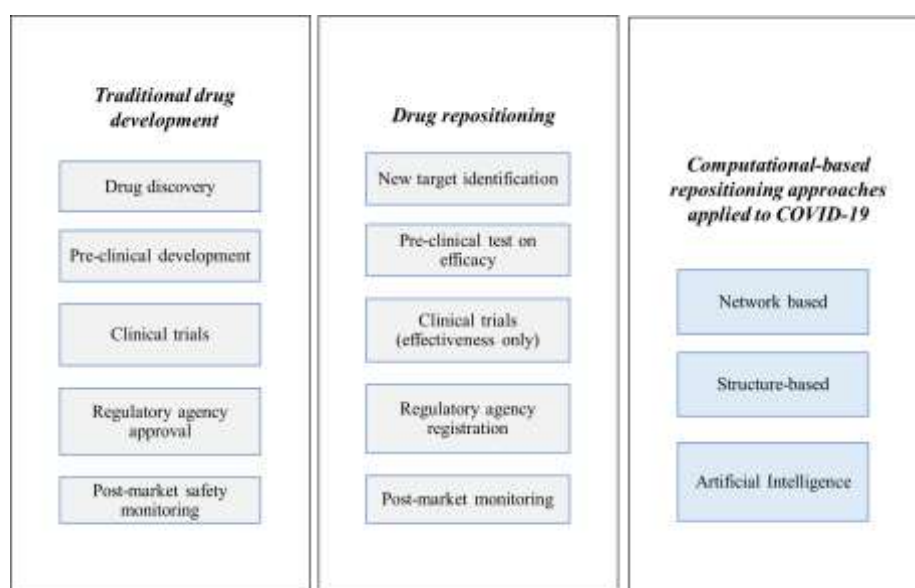 Traditional drug
development
Drug discovery
Pre-clinical development
Clinical trials
Regulatory agency
approval
Post-market safety
monitoring
Drug repositioning
New target identification
Pre-clinical test on
efficacy
Clinical trials
(effectiveness only)
Regulatory agency
registration
Post-market monitoring
Computational-based
repositioning approaches
applied to COVID-19
Network based
Structure-based
Artificial Intelligence